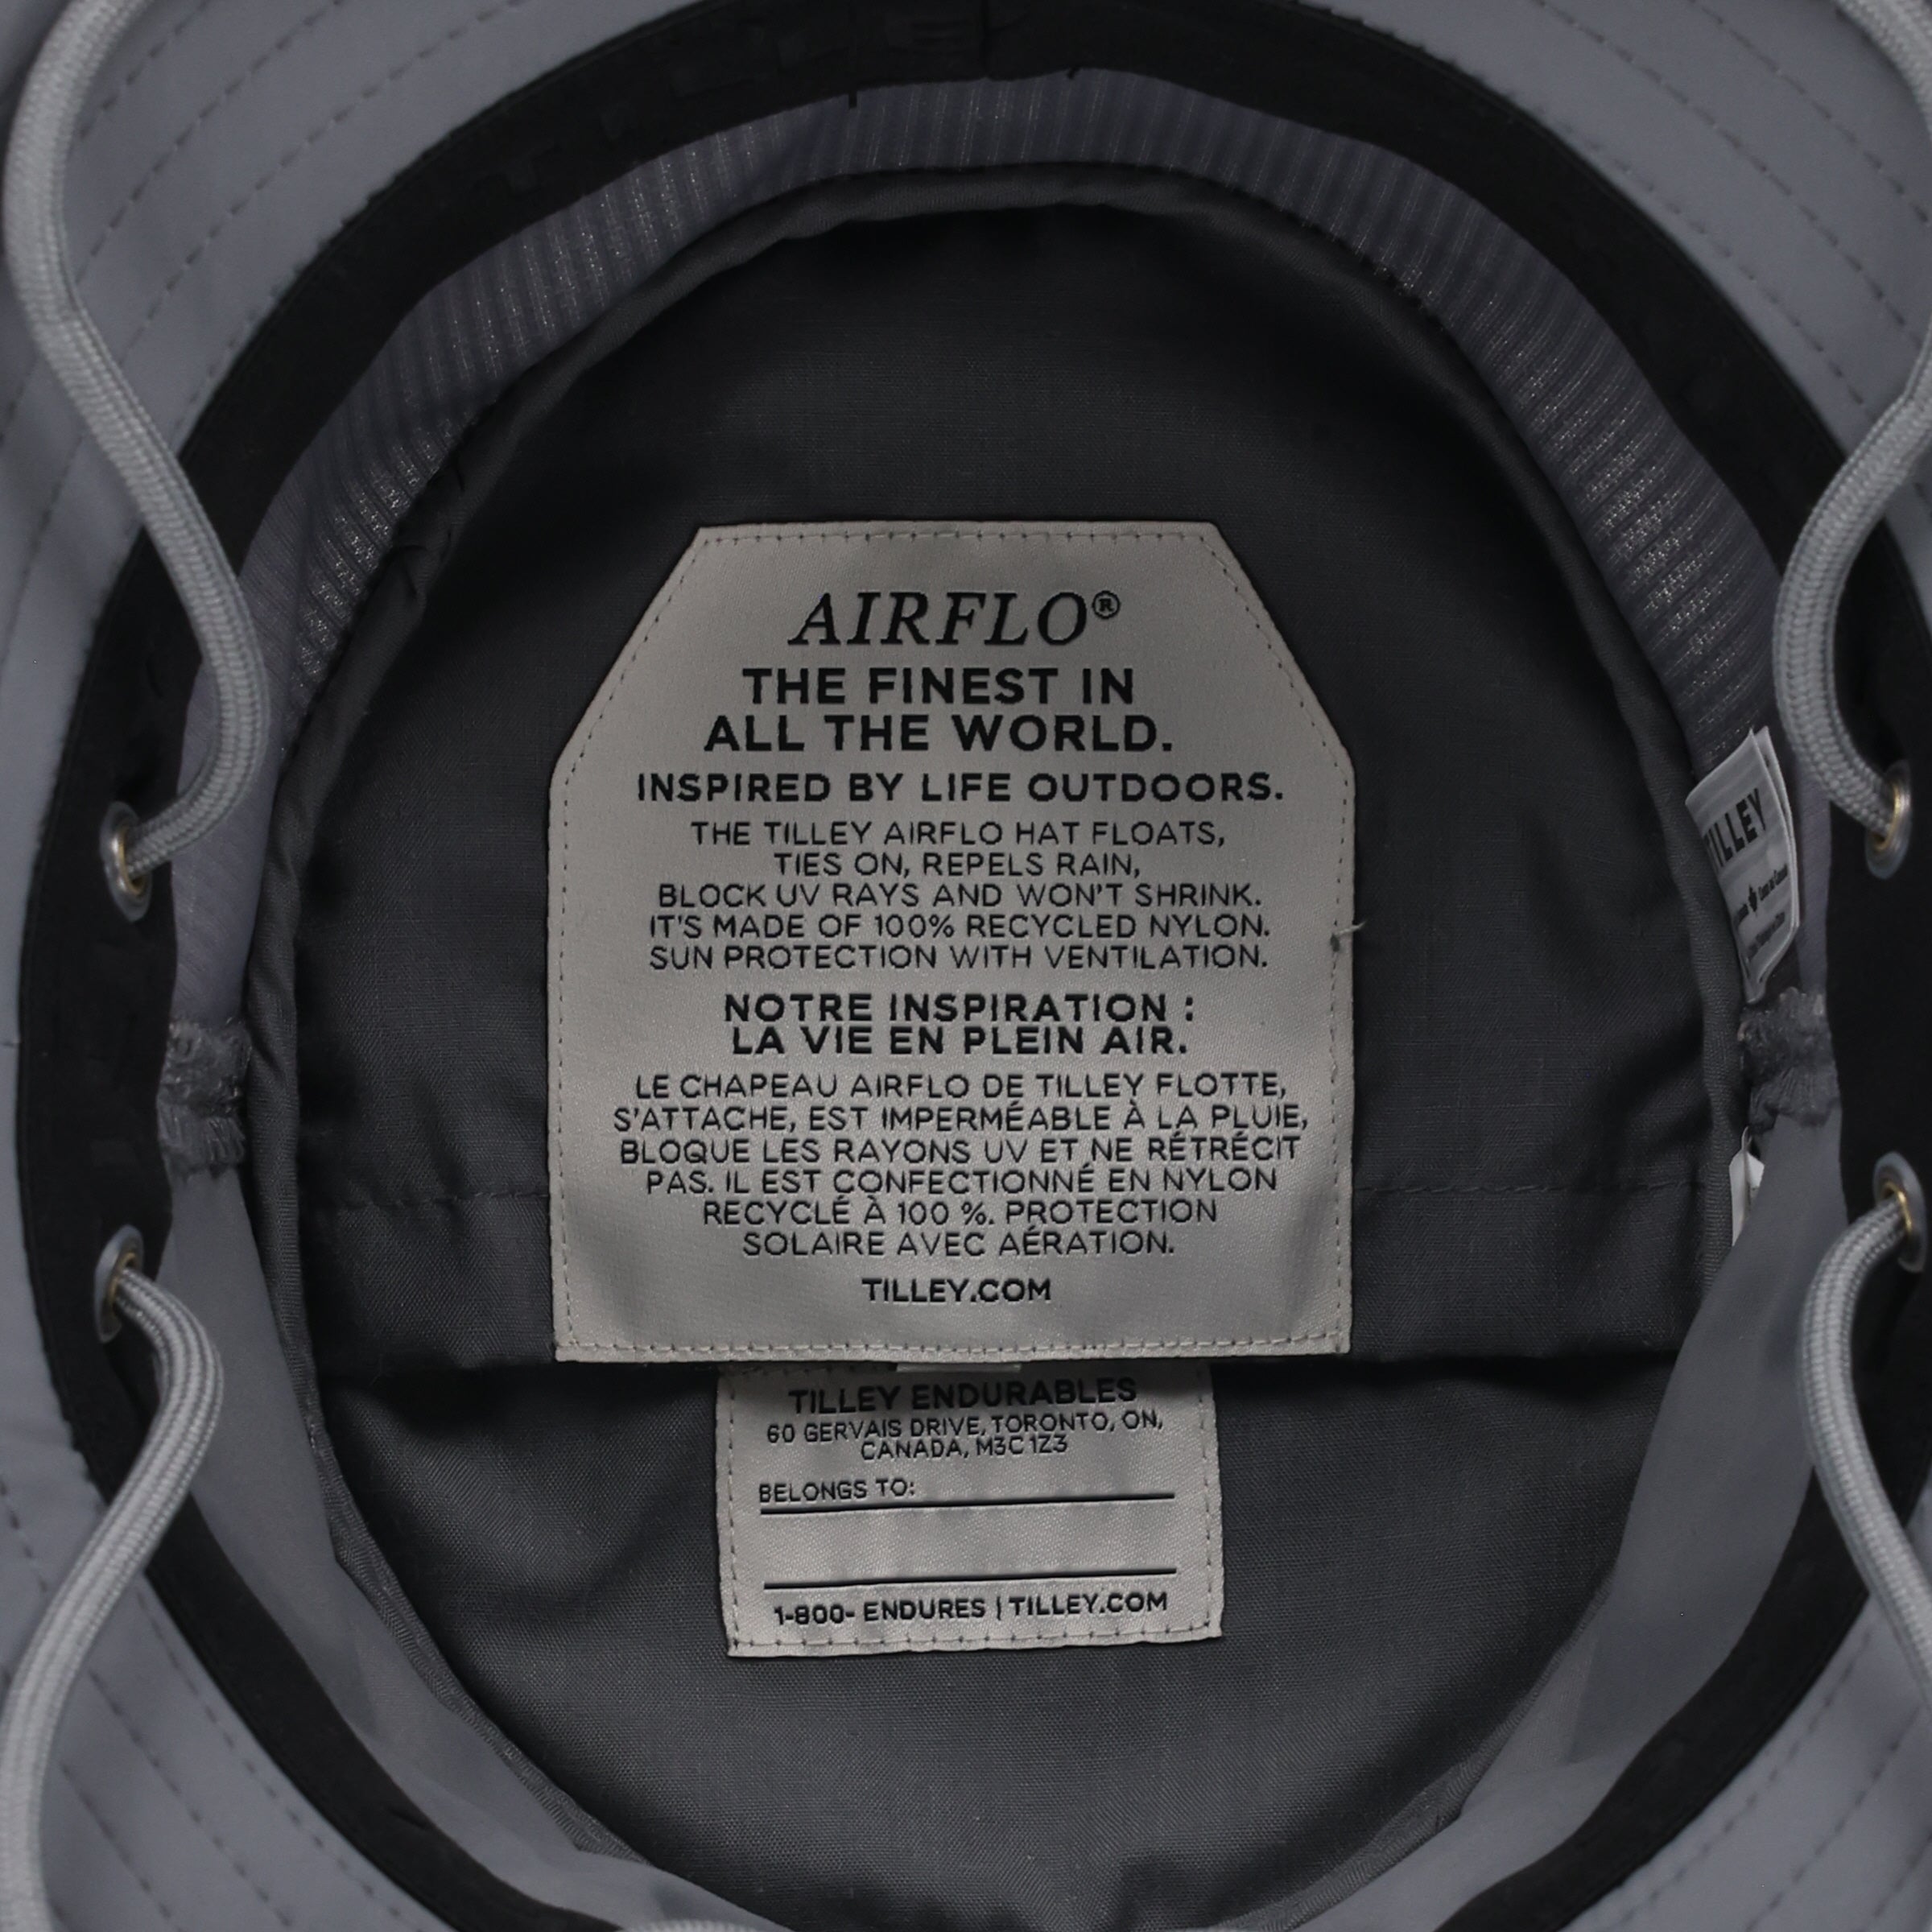 AIRFLO®
THE FINEST IN
ALL THE WORLD.
INSPIRED BY LIFE OUTDOORS.
THE TILLEY AIRFLO HAT FLOATS,
TIES ON, REPELS RAIN,
BLOCK UV RAYS AND WON'T SHRINK.
IT'S MADE OF 100% RECYCLED NYLON.
SUN PROTECTION WITH VENTILATION.
NOTRE INSPIRATION :
LA VIE EN PLEIN AIR.
LE CHAPEAU AIRFLO DE TILLEY FLOTTE,
S'ATTACHE, EST IMPERMÉABLE À LA PLUIE,
BLOQUE LES RAYONS UV ET NE RÉTRÉCIT
PAS. IL EST CONFECTIONNÉ EN NYLON
RECYCLÉ À 100 %. PROTECTION
SOLAIRE AVEC AÉRATION.
TILLEY.COM
TILLEY ENDURABLES
60 GERVAIS DRIVE, TORONTO, ON,
CANADA, M3C 1Z3
BELONGS TO:
1-800- ENDURES | TILLEY.COM
TILLEY